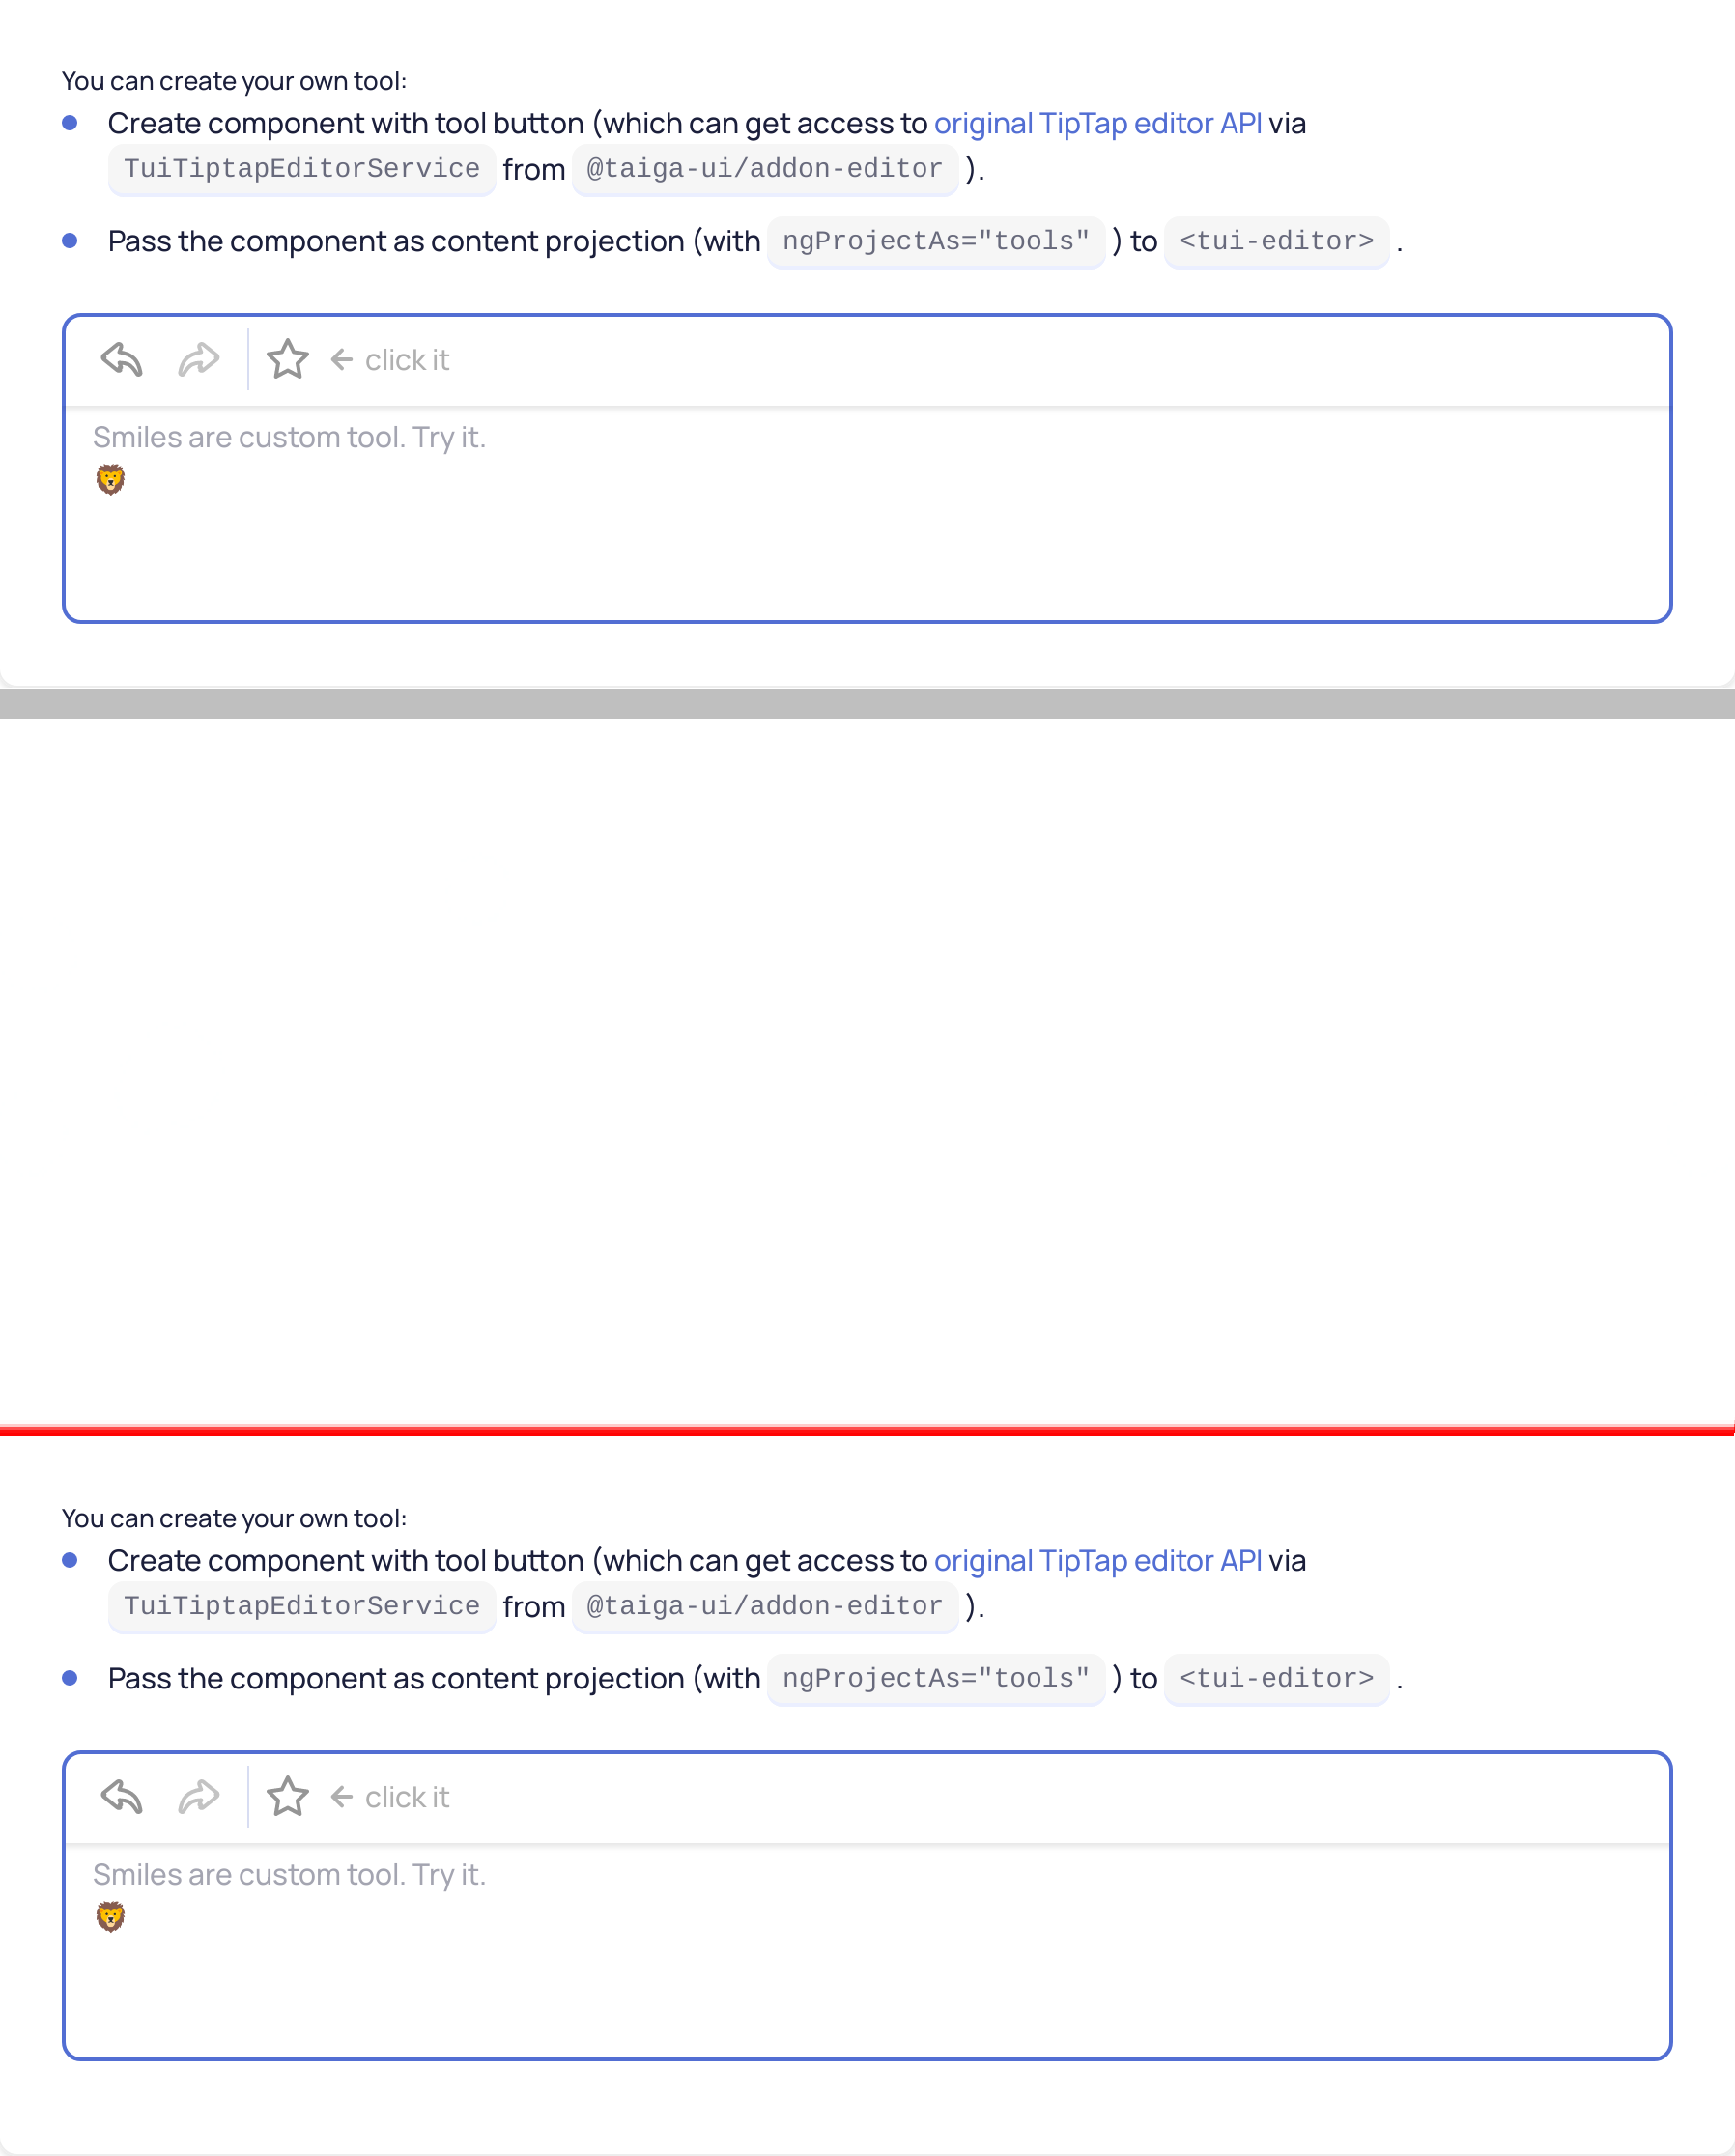 You can create your own tool:
Create component with tool button (which can get access to original TipTap editor API via
TuiTiptapEditorService from @taiga-ui/addon-editor ).
Pass the component as content projection (with ngProjectAs="tools" ) to <tui-editor> .
← click it
Smiles are custom tool. Try it.
🦁
You can create your own tool:
Create component with tool button (which can get access to original TipTap editor API via
TuiTiptapEditorService from @taiga-ui/addon-editor ).
Pass the component as content projection (with ngProjectAs="tools" ) to <tui-editor> .
← click it
Smiles are custom tool. Try it.
🦁